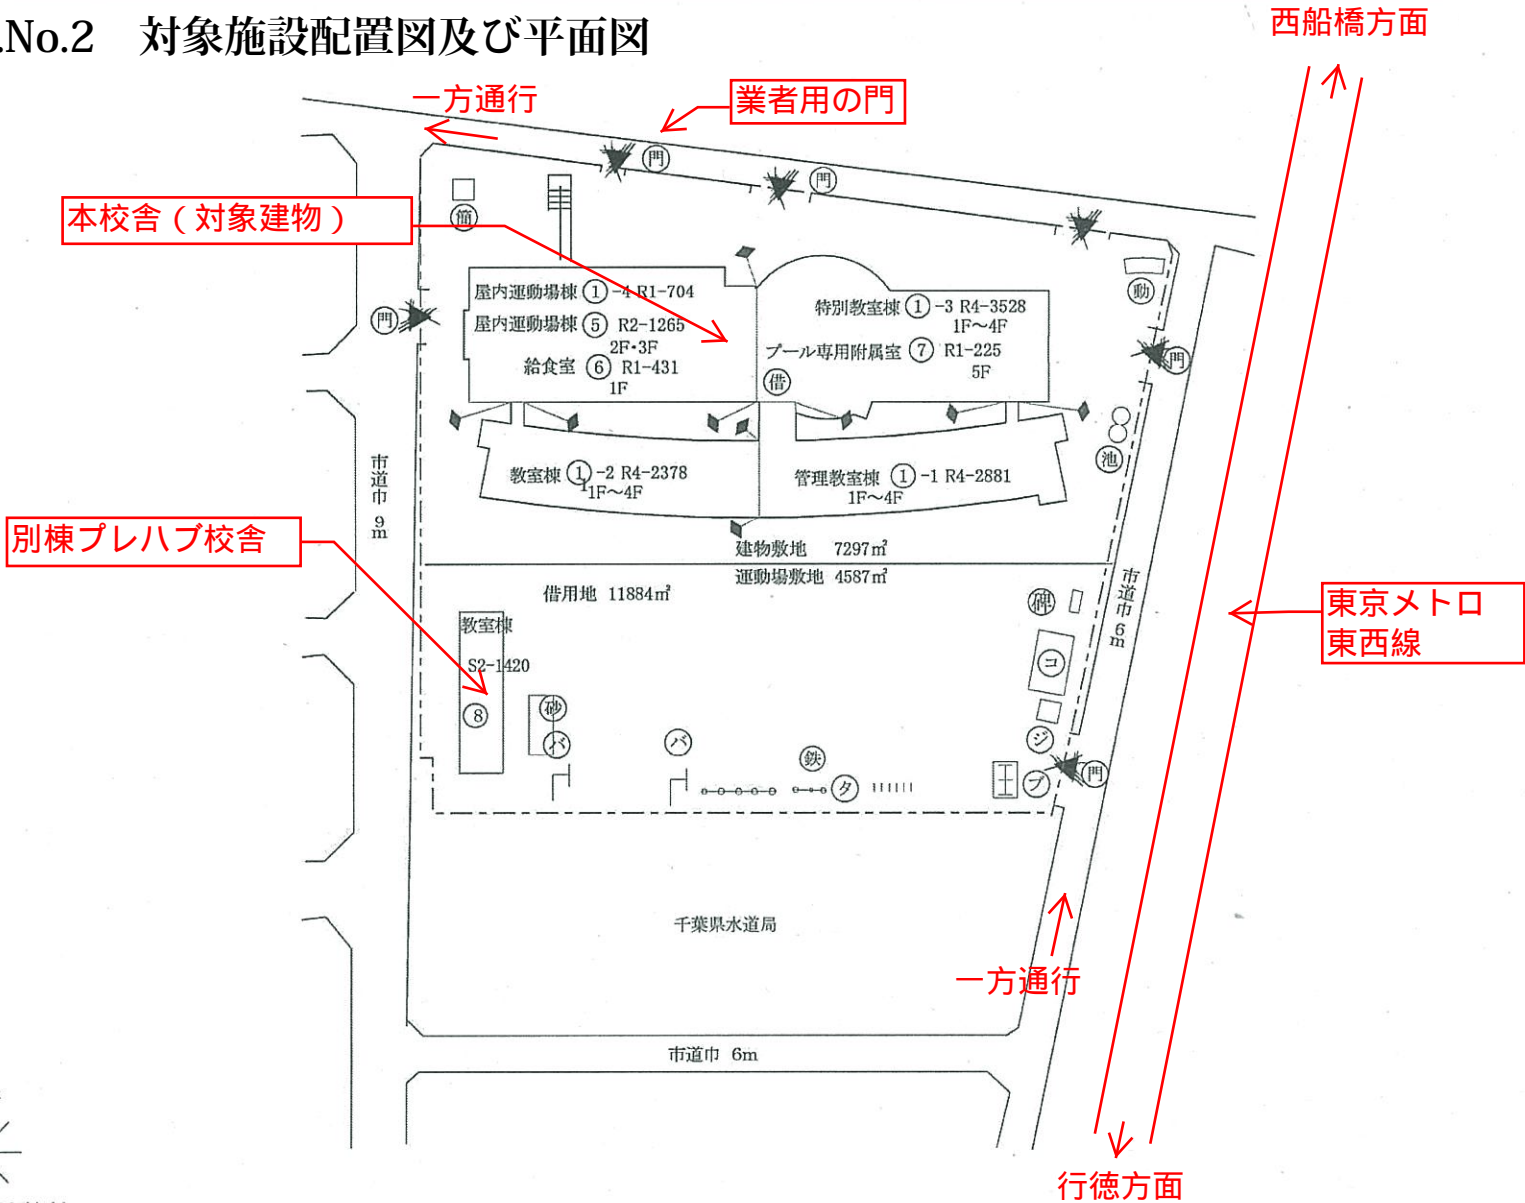 .No.2　対象施設配置図及び平面図
西船橋方面
一方通行
業者用の門
門
門
本校舎（対象建物）
簡
動
門
門
屋内運動場棟 ① -4 R1-704
屋内運動場棟 ⑤ R2-1265
2F・3F
給食室 ⑥ R1-431
1F
特別教室棟 ① -3 R4-3528
1F～4F
プール専用附属室 ⑦ R1-225
5F
借
池
教室棟 ① -2 R4-2378
1F～4F
管理教室棟 ① -1 R4-2881
1F～4F
市道巾 9m
別棟プレハブ校舎
建物敷地 7297㎡
運動場敷地 4587㎡
借用地 11884㎡
市道巾 6m
東京メトロ
東西線
碑
コ
教室棟
S2-1420
⑧
砂
バ
バ
鉄
タ
ジ
プ
門
千葉県水道局
一方通行
市道巾 6m
行徳方面